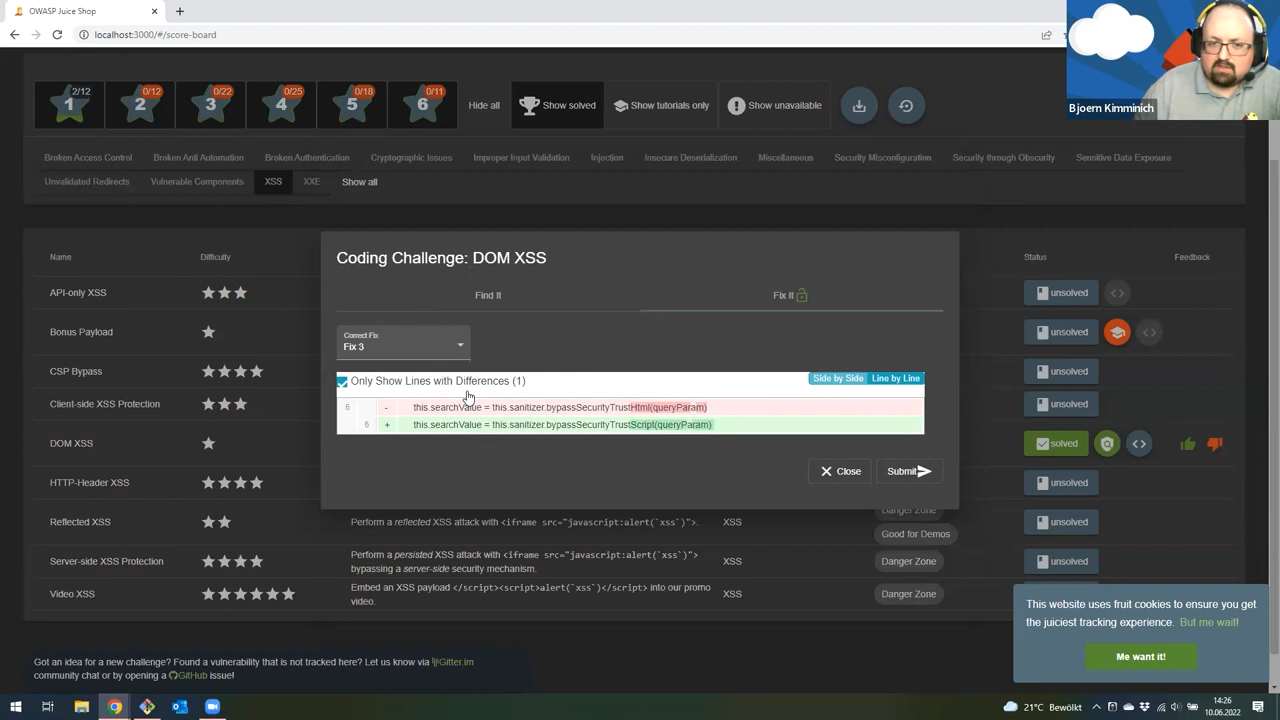 OWASP Juice Shop
localhost:3000/#/score-board
Bjoern Kimminich
1 2/12
2 0/12
3 0/22
4 0/25
5 0/18
6 0/11
Hide all
Show solved
Show tutorials only
Show unavailable
Broken Access Control Broken Anti Automation Broken Authentication Cryptographic Issues Improper Input Validation Injection Insecure Deserialization Miscellaneous Security Misconfiguration Security through Obscurity Sensitive Data Exposure
Unvalidated Redirects Vulnerable Components XSS XXE Show all
Name Difficulty Status Feedback
API-only XSS unsolved
Bonus Payload unsolved
CSP Bypass unsolved
Client-side XSS Protection unsolved
DOM XSS solved
HTTP-Header XSS unsolved
Coding Challenge: DOM XSS
Find It Fix It
Correct Fix:
Fix 3
Only Show Lines with Differences (1) Side by Side Line by Line
6 - this.searchValue = this.sanitizer.bypassSecurityTrustHtml(queryParam)
6 + this.searchValue = this.sanitizer.bypassSecurityTrustScript(queryParam)
Close Submit
Danger Zone
Reflected XSS Perform a reflected XSS attack with <iframe src="javascript:alert(`xss`)">. XSS Good for Demos unsolved
Server-side XSS Protection Perform a persisted XSS attack with <iframe src="javascript:alert(`xss`)"> XSS Danger Zone unsolved
bypassing a server-side security mechanism.
Video XSS Embed an XSS payload </script><script>alert(`xss`)</script> into our promo XSS Danger Zone
video.
This website uses fruit cookies to ensure you get
the juiciest tracking experience. But me wait!
Me want it!
Got an idea for a new challenge? Found a vulnerability that is not tracked here? Let us know via Gitter.im
community chat or by opening a GitHub issue!
21°C Bewölkt
14:26
10.06.2022